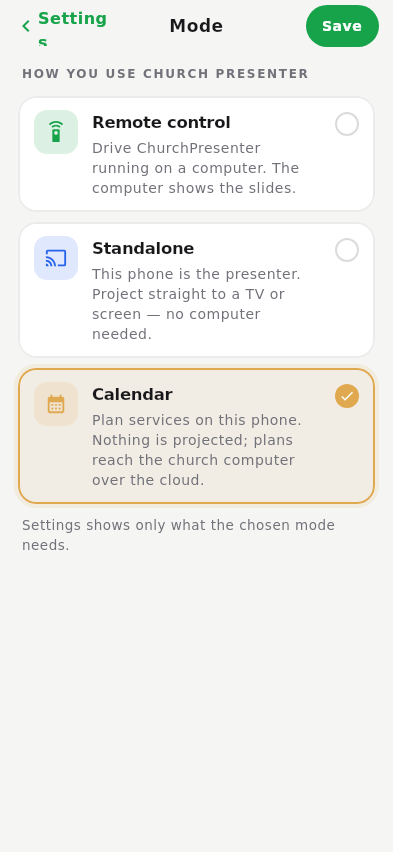 Setting
s
Mode
Save
HOW YOU USE CHURCH PRESENTER
Remote control
Drive ChurchPresenter
running on a computer. The
computer shows the slides.
Standalone
This phone is the presenter.
Project straight to a TV or
screen — no computer
needed.
Calendar
Plan services on this phone.
Nothing is projected; plans
reach the church computer
over the cloud.
Settings shows only what the chosen mode
needs.